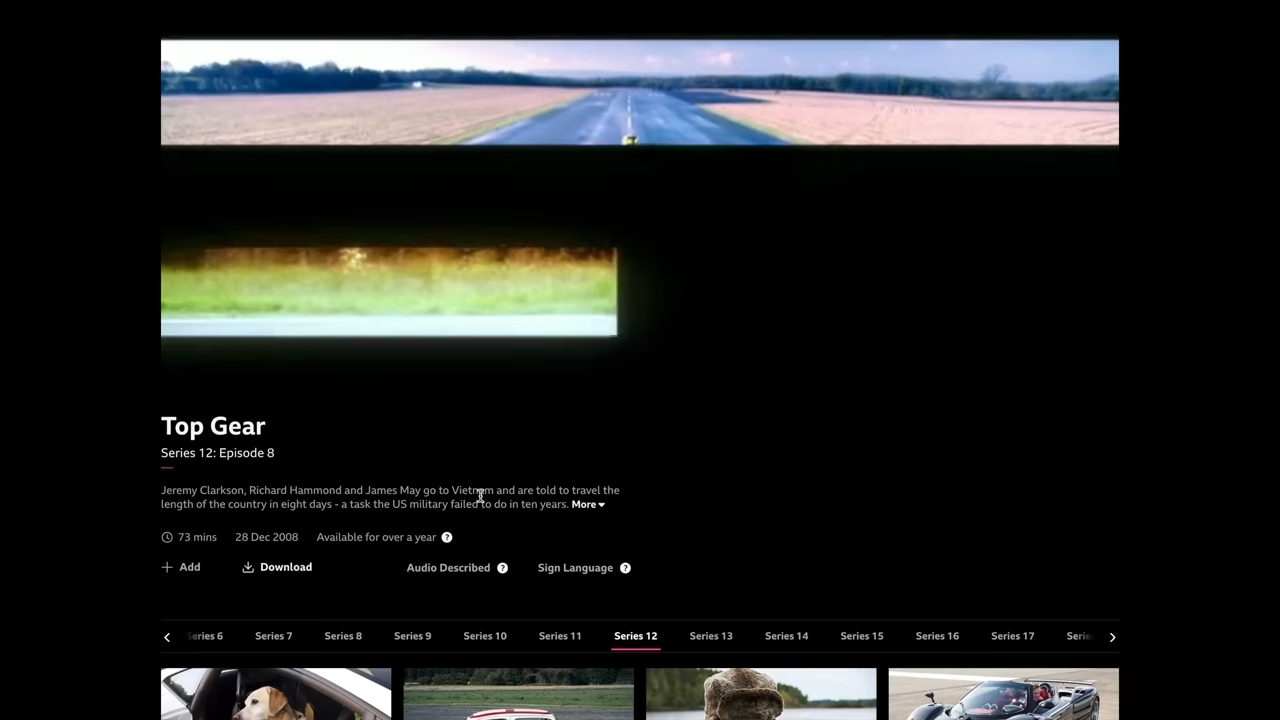 Top Gear
Series 12: Episode 8
Jeremy Clarkson, Richard Hammond and James May go to Vietnam and are told to travel the
length of the country in eight days - a task the US military failed to do in ten years. More
73 mins 28 Dec 2008 Available for over a year ?
Add Download Audio Described ? Sign Language ?
Series 6 Series 7 Series 8 Series 9 Series 10 Series 11 Series 12 Series 13 Series 14 Series 15 Series 16 Series 17 Serie